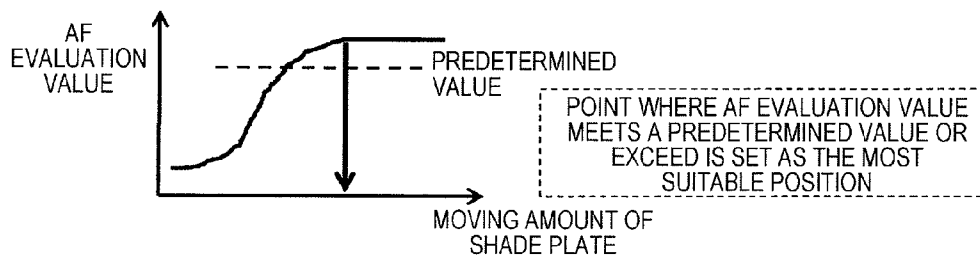 AF
EVALUATION
VALUE
PREDETERMINED
VALUE
POINT WHERE AF EVALUATION VALUE
MEETS A PREDETERMINED VALUE OR
EXCEED IS SET AS THE MOST
SUITABLE POSITION
MOVING AMOUNT OF
SHADE PLATE